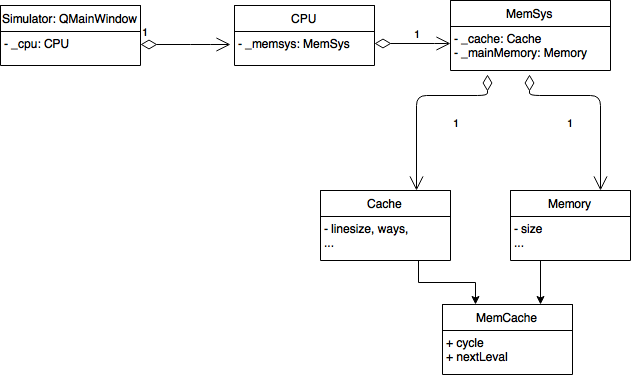 Simulator: QMainWindow
- _cpu: CPU
1
CPU
- _memsys: MemSys
1
MemSys
- _cache: Cache
- _mainMemory: Memory
1
1
Cache
- linesize, ways,
...
Memory
- size
...
MemCache
+ cycle
+ nextLeval